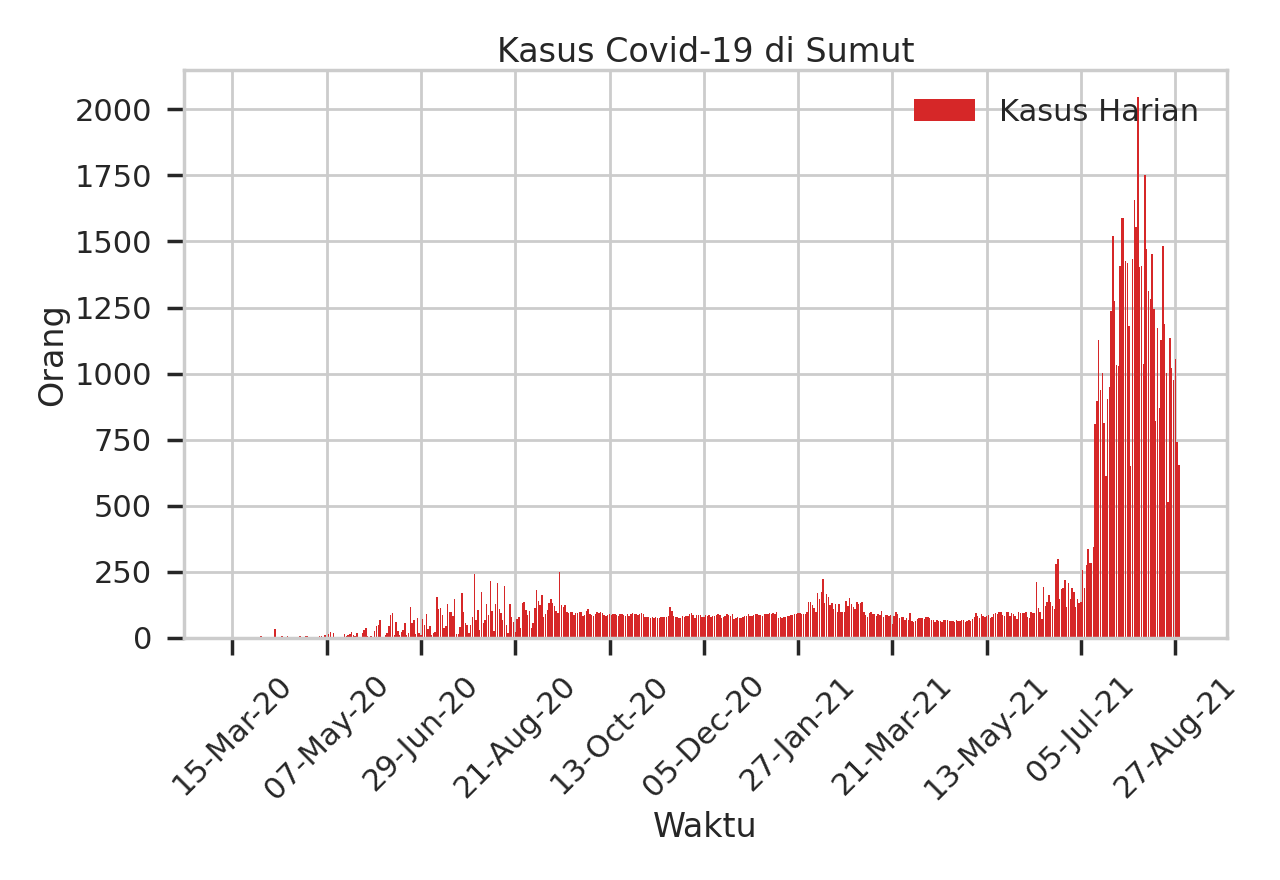 Kasus Covid-19 di Sumut
Kasus Harian
Orang
2000
1750
1500
1250
1000
750
500
250
0
15-Mar-20
07-May-20
29-Jun-20
21-Aug-20
13-Oct-20
05-Dec-20
27-Jan-21
21-Mar-21
13-May-21
05-Jul-21
27-Aug-21
Waktu